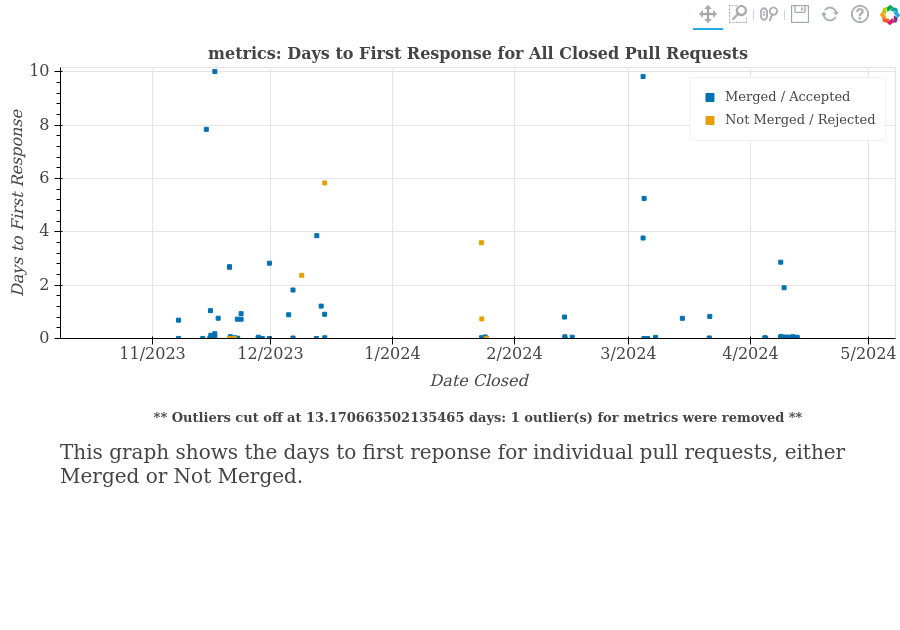 metrics: Days to First Response for All Closed Pull Requests
Merged / Accepted
Not Merged / Rejected
Days to First Response
10
8
6
4
2
0
11/2023 12/2023 1/2024 2/2024 3/2024 4/2024 5/2024
Date Closed
** Outliers cut off at 13.170663502135465 days: 1 outlier(s) for metrics were removed **
This graph shows the days to first reponse for individual pull requests, either
Merged or Not Merged.